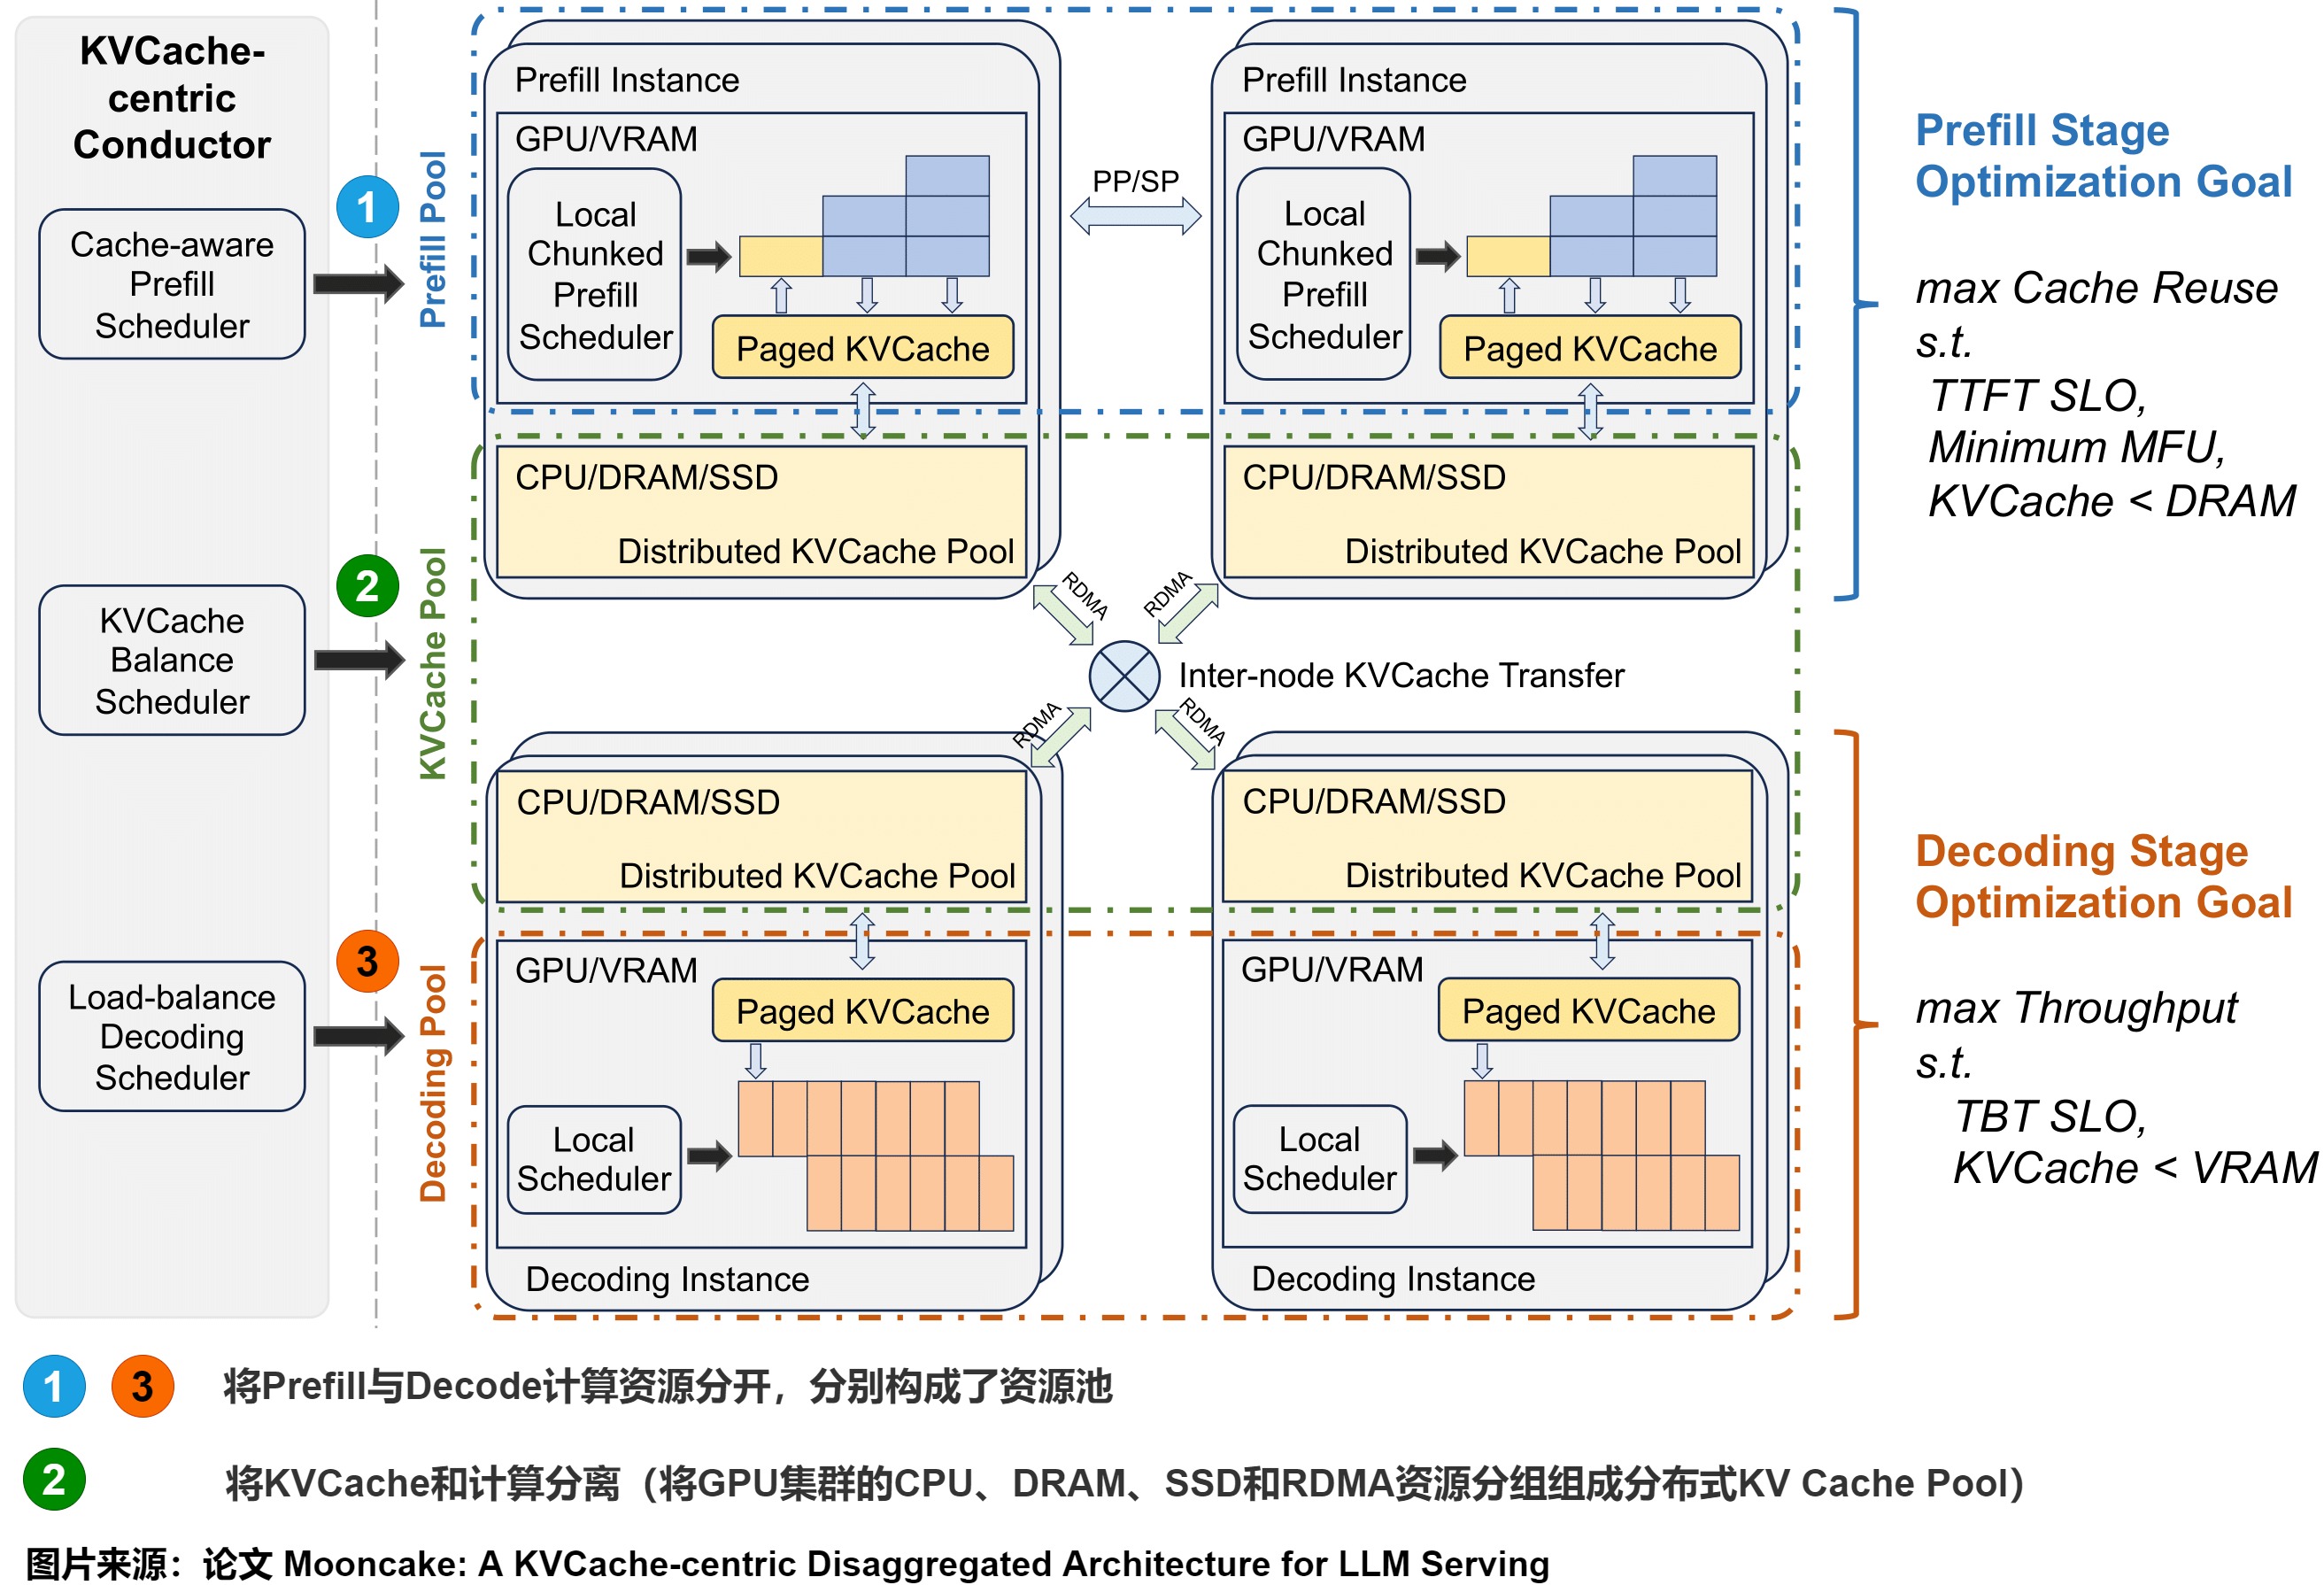 KVCache-
centric
Conductor
Cache-aware
Prefill
Scheduler
KVCache
Balance
Scheduler
Load-balance
Decoding
Scheduler
1
2
3
Prefill Pool
KVCache Pool
Decoding Pool
Prefill Instance
GPU/VRAM
Local
Chunked
Prefill
Scheduler
Paged KVCache
CPU/DRAM/SSD
Distributed KVCache Pool
PP/SP
Prefill Instance
GPU/VRAM
Local
Chunked
Prefill
Scheduler
Paged KVCache
CPU/DRAM/SSD
Distributed KVCache Pool
RDMA
RDMA
Inter-node KVCache Transfer
RDMA
RDMA
CPU/DRAM/SSD
Distributed KVCache Pool
GPU/VRAM
Paged KVCache
Local
Scheduler
Decoding Instance
CPU/DRAM/SSD
Distributed KVCache Pool
GPU/VRAM
Paged KVCache
Local
Scheduler
Decoding Instance
Prefill Stage
Optimization Goal
max Cache Reuse
s.t.
TTFT SLO,
Minimum MFU,
KVCache < DRAM
Decoding Stage
Optimization Goal
max Throughput
s.t.
TBT SLO,
KVCache < VRAM
1 3 将Prefill与Decode计算资源分开，分别构成了资源池
2 将KVCache和计算分离（将GPU集群的CPU、DRAM、SSD和RDMA资源分组组成分布式KV Cache Pool）
图片来源：论文 Mooncake: A KVCache-centric Disaggregated Architecture for LLM Serving